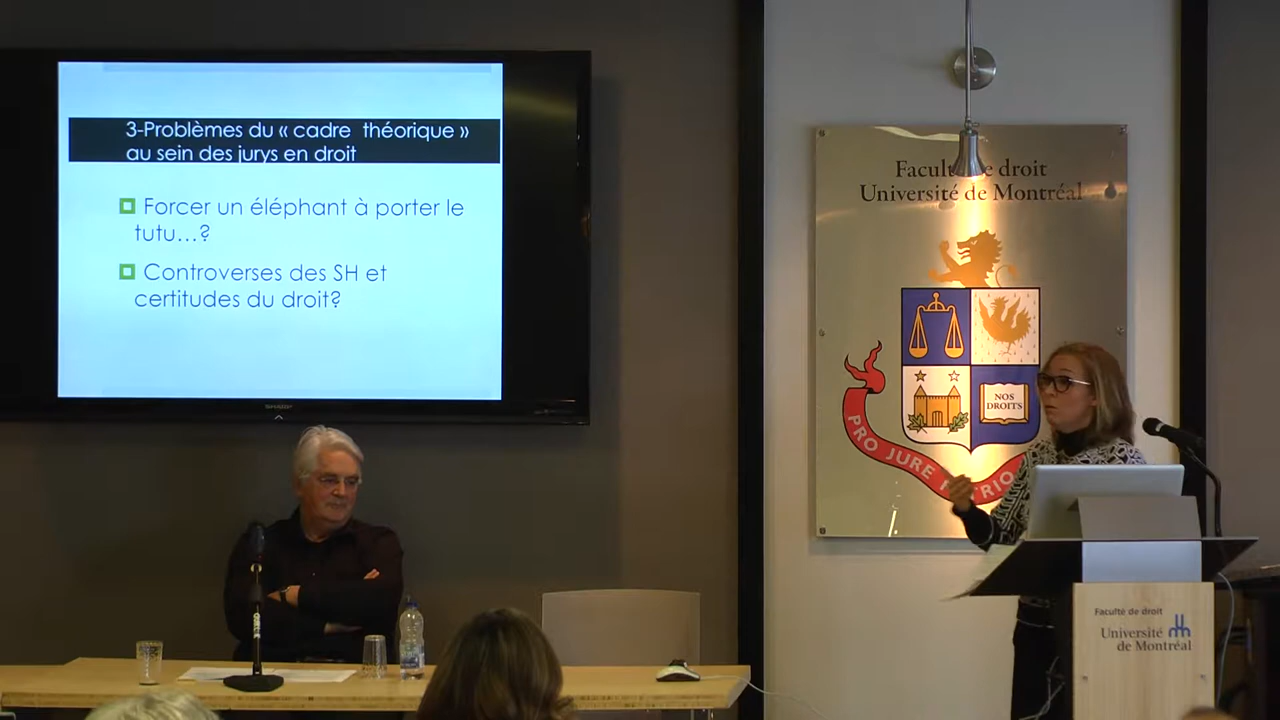 3-Problèmes du « cadre théorique »
au sein des jurys en droit
Forcer un éléphant à porter le
tutu...?
Controverses des SH et
certitudes du droit?
SHARP
Faculté de droit
Université de Montréal
NOS
DROITS
PRO JURE PATRIO
Faculté de droit
Université
de Montréal